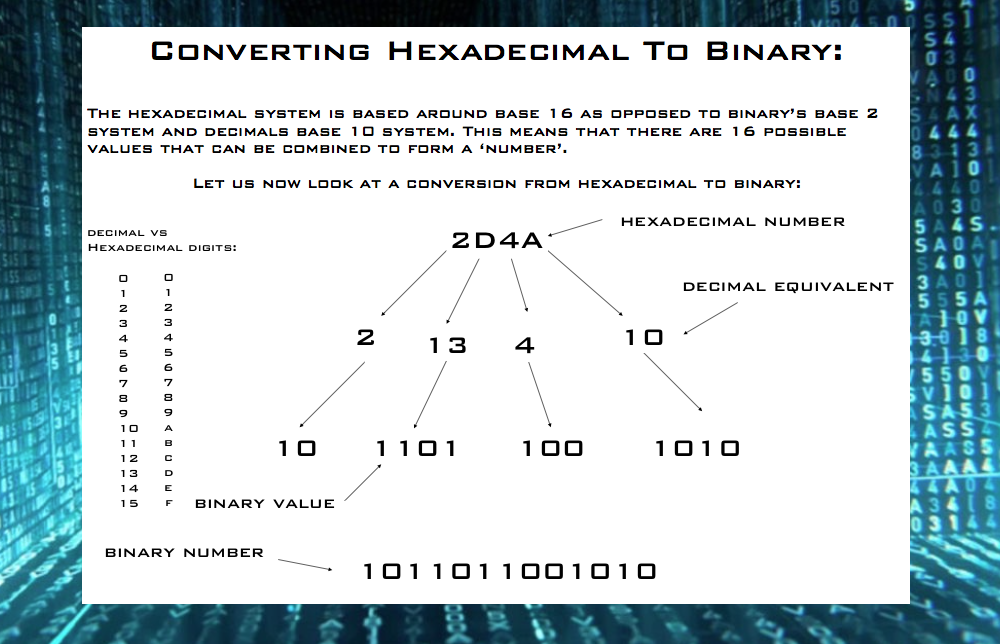 Converting Hexadecimal To Binary:
The hexadecimal system is based around base 16 as opposed to binary's base 2
system and decimals base 10 system. This means that there are 16 possible
values that can be combined to form a ‘number’.
Let us now look at a conversion from hexadecimal to binary:
decimal vs
Hexadecimal digits:
0 0
1 1
2 2
3 3
4 4
5 5
6 6
7 7
8 8
9 9
10 A
11 B
12 C
13 D
14 E
15 F
hexadecimal number
2D4A
decimal equivalent
2 13 4 10
10 1101 100 1010
binary value
binary number
1011011001010